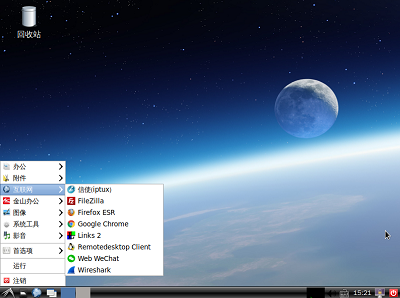 回收站
办公
附件
互联网
金山办公
图像
系统工具
影音
首选项
运行
注销
信使(iptux)
FileZilla
Firefox ESR
Google Chrome
Links 2
Remotedesktop Client
Web WeChat
Wireshark
15:21